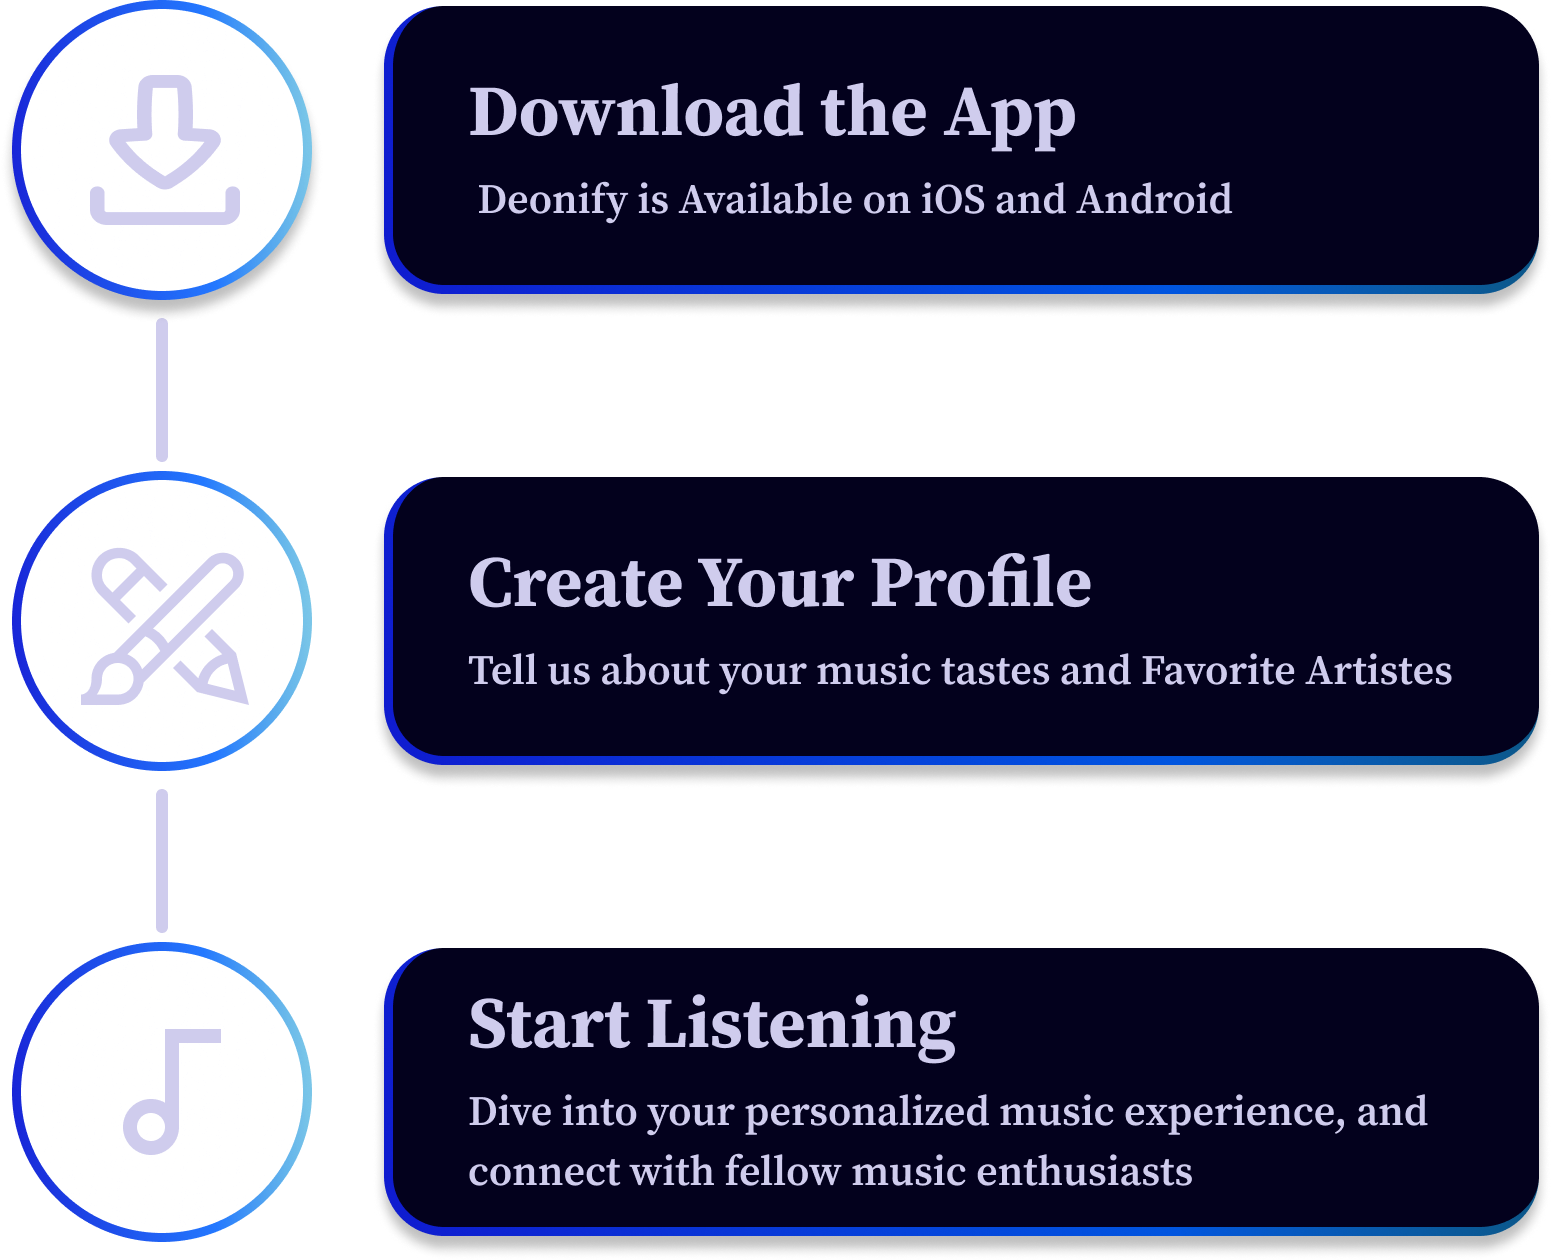 Download the App
Deonify is Available on iOS and Android
Create Your Profile
Tell us about your music tastes and Favorite Artistes
Start Listening
Dive into your personalized music experience, and
connect with fellow music enthusiasts